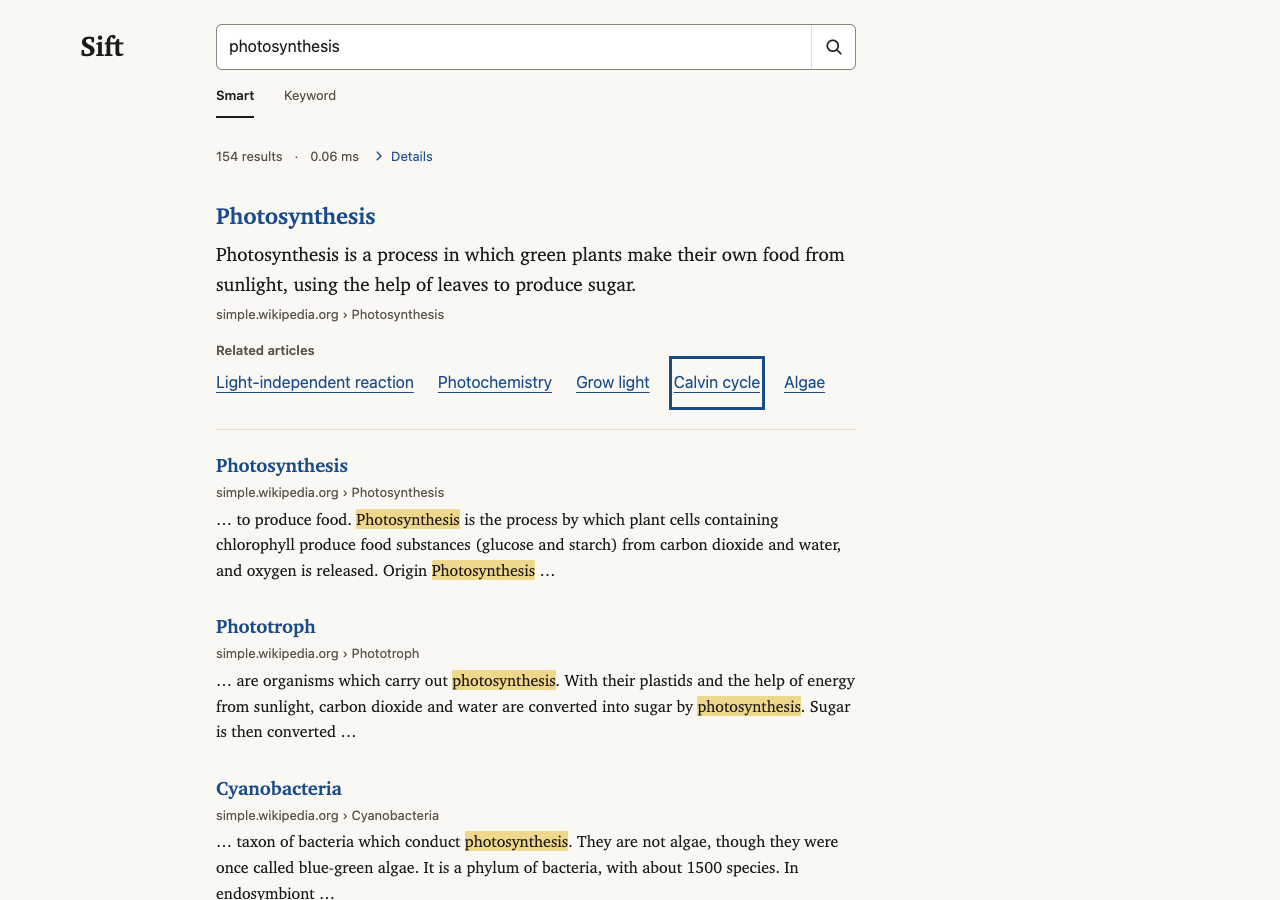 Sift
photosynthesis
Smart Keyword
154 results · 0.06 ms Details
Photosynthesis
Photosynthesis is a process in which green plants make their own food from
sunlight, using the help of leaves to produce sugar.
simple.wikipedia.org › Photosynthesis
Related articles
Light-independent reaction Photochemistry Grow light Calvin cycle Algae
Photosynthesis
simple.wikipedia.org › Photosynthesis
… to produce food. Photosynthesis is the process by which plant cells containing
chlorophyll produce food substances (glucose and starch) from carbon dioxide and water,
and oxygen is released. Origin Photosynthesis …
Phototroph
simple.wikipedia.org › Phototroph
… are organisms which carry out photosynthesis. With their plastids and the help of energy
from sunlight, carbon dioxide and water are converted into sugar by photosynthesis. Sugar
is then converted …
Cyanobacteria
simple.wikipedia.org › Cyanobacteria
… taxon of bacteria which conduct photosynthesis. They are not algae, though they were
once called blue-green algae. It is a phylum of bacteria, with about 1500 species. In
endosymbiont …